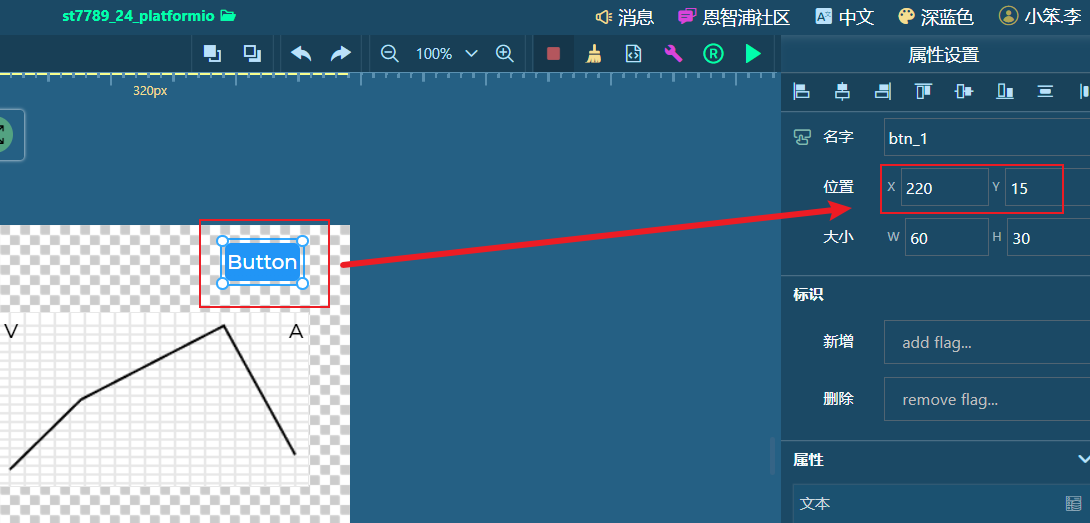 st7789_24_platformio
消息
恩智浦社区
中文
深蓝色
小笨.李
100%
R
属性设置
320px
名字
btn_1
位置
X
220
Y
15
大小
W
60
H
30
Button
V
A
标识
新增
add flag...
删除
remove flag...
属性
文本